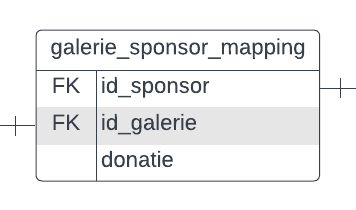 galerie_sponsor_mapping
FK id_sponsor
FK id_galerie
donatie